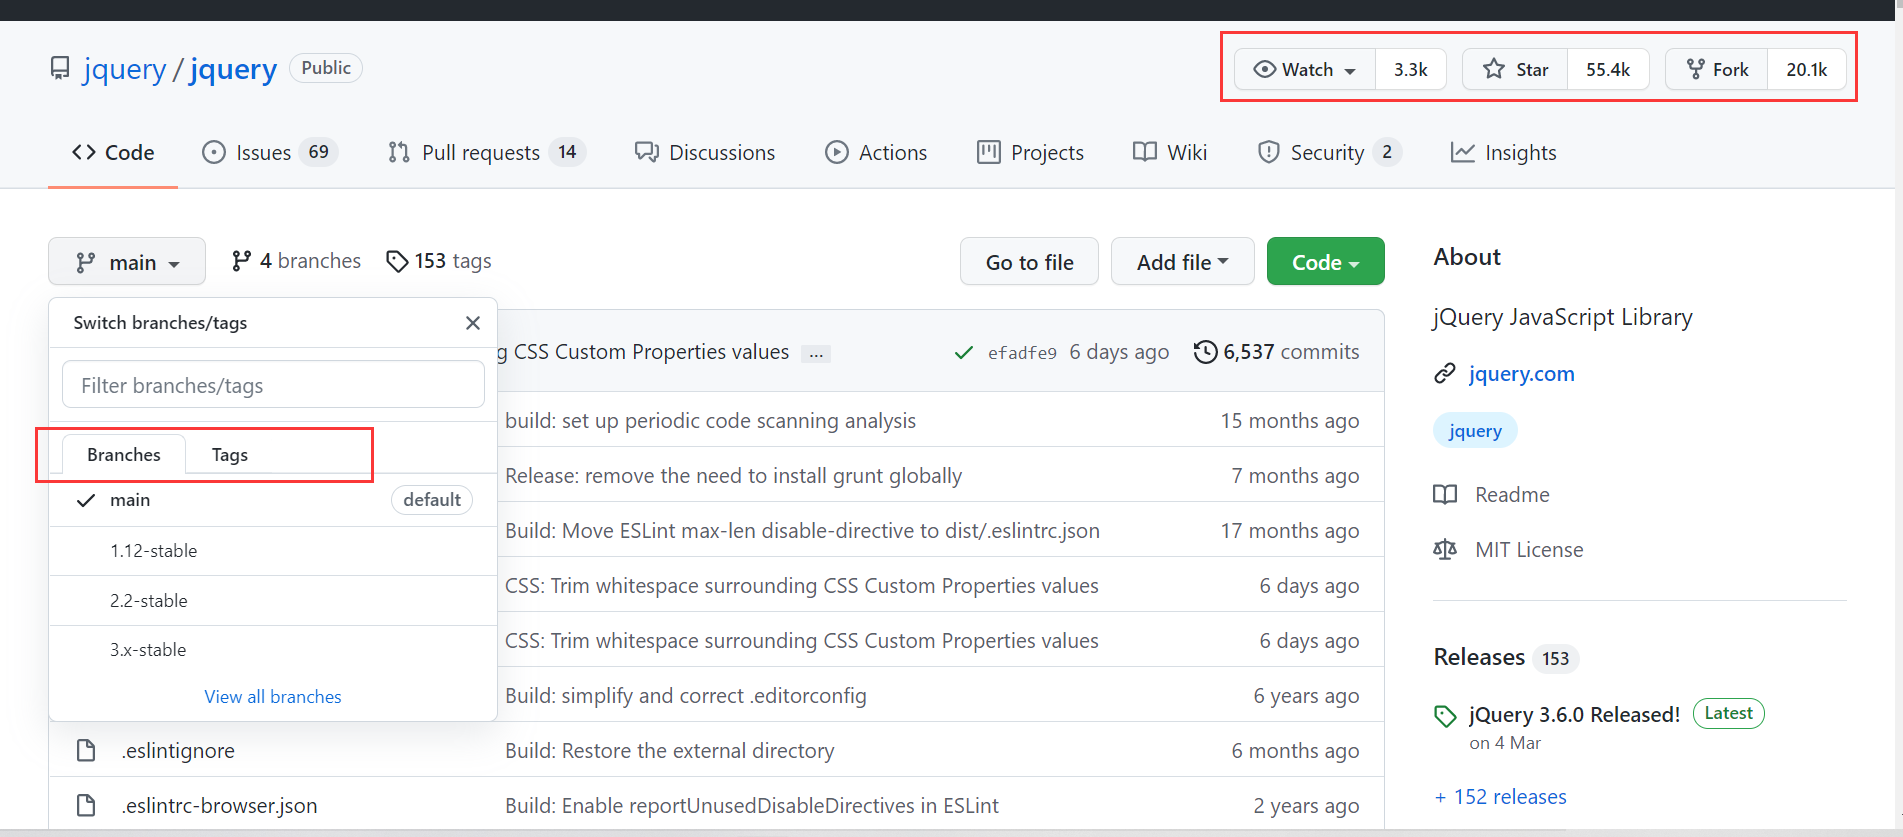 jquery / jquery Public Watch 3.3k Star 55.4k Fork 20.1k
Code Issues 69 Pull requests 14 Discussions Actions Projects Wiki Security 2 Insights
main 4 branches 153 tags Go to file Add file Code
Switch branches/tags
Filter branches/tags
Branches Tags
main default
1.12-stable
2.2-stable
3.x-stable
View all branches
CSS Custom Properties values ... efadfe9 6 days ago 6,537 commits
build: set up periodic code scanning analysis 15 months ago
Release: remove the need to install grunt globally 7 months ago
Build: Move ESLint max-len disable-directive to dist/.eslintrc.json 17 months ago
CSS: Trim whitespace surrounding CSS Custom Properties values 6 days ago
CSS: Trim whitespace surrounding CSS Custom Properties values 6 days ago
Build: simplify and correct .editorconfig 6 years ago
.eslintignore Build: Restore the external directory 6 months ago
.eslintrc-browser.json Build: Enable reportUnusedDisableDirectives in ESLint 2 years ago
About
jQuery JavaScript Library
jquery.com
jquery
Readme
MIT License
Releases 153
jQuery 3.6.0 Released! Latest
on 4 Mar
+ 152 releases